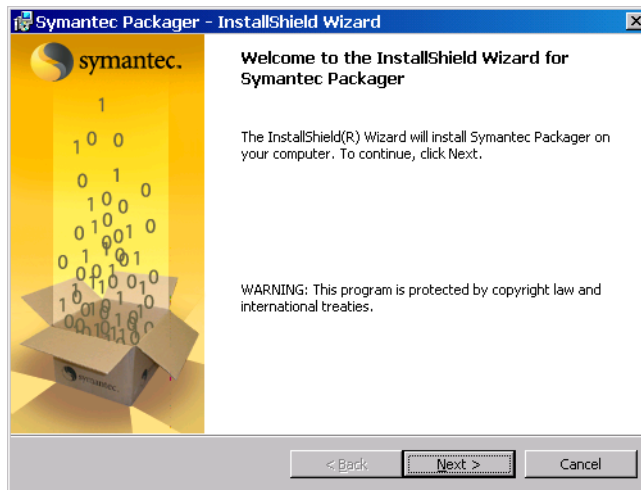 Symantec Packager - InstallShield Wizard
symantec.
Welcome to the InstallShield Wizard for
Symantec Packager
The InstallShield(R) Wizard will install Symantec Packager on
your computer. To continue, click Next.
WARNING: This program is protected by copyright law and
international treaties.
symantec.
< Back
Next >
Cancel